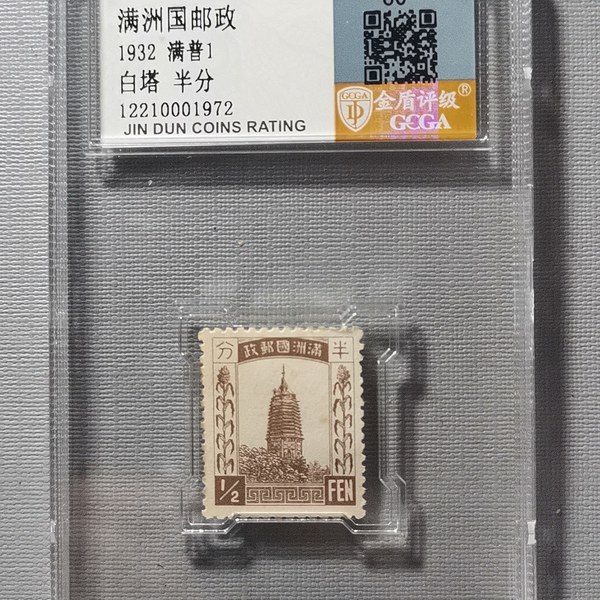 满洲国邮政
1932 满普1
白塔 半分
12210001972
JIN DUN COINS RATING
GCGA
金盾评级®
GCGA
分 政郵國洲滿 半
1/2 FEN